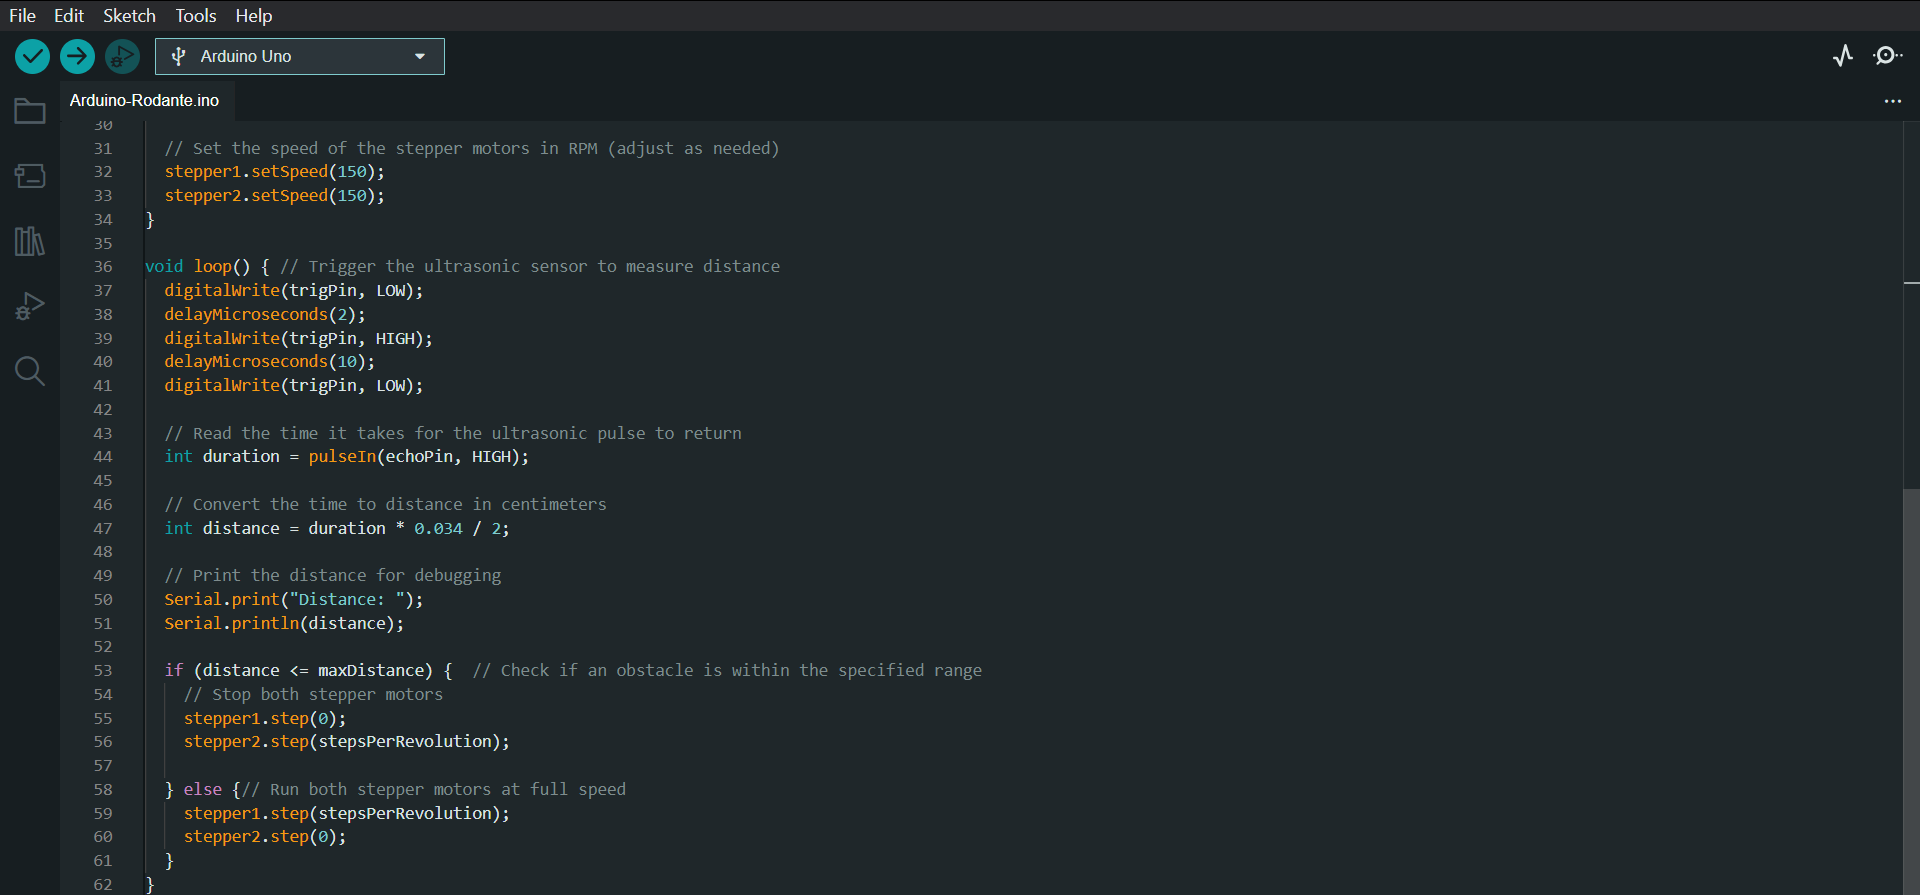 File Edit Sketch Tools Help
Arduino Uno
Arduino-Rodante.ino
30
31 // Set the speed of the stepper motors in RPM (adjust as needed)
32 stepper1.setSpeed(150);
33 stepper2.setSpeed(150);
34 }
35
36 void loop() { // Trigger the ultrasonic sensor to measure distance
37 digitalWrite(trigPin, LOW);
38 delayMicroseconds(2);
39 digitalWrite(trigPin, HIGH);
40 delayMicroseconds(10);
41 digitalWrite(trigPin, LOW);
42
43 // Read the time it takes for the ultrasonic pulse to return
44 int duration = pulseIn(echoPin, HIGH);
45
46 // Convert the time to distance in centimeters
47 int distance = duration * 0.034 / 2;
48
49 // Print the distance for debugging
50 Serial.print("Distance: ");
51 Serial.println(distance);
52
53 if (distance <= maxDistance) { // Check if an obstacle is within the specified range
54 // Stop both stepper motors
55 stepper1.step(0);
56 stepper2.step(stepsPerRevolution);
57
58 } else {// Run both stepper motors at full speed
59 stepper1.step(stepsPerRevolution);
60 stepper2.step(0);
61 }
62 }